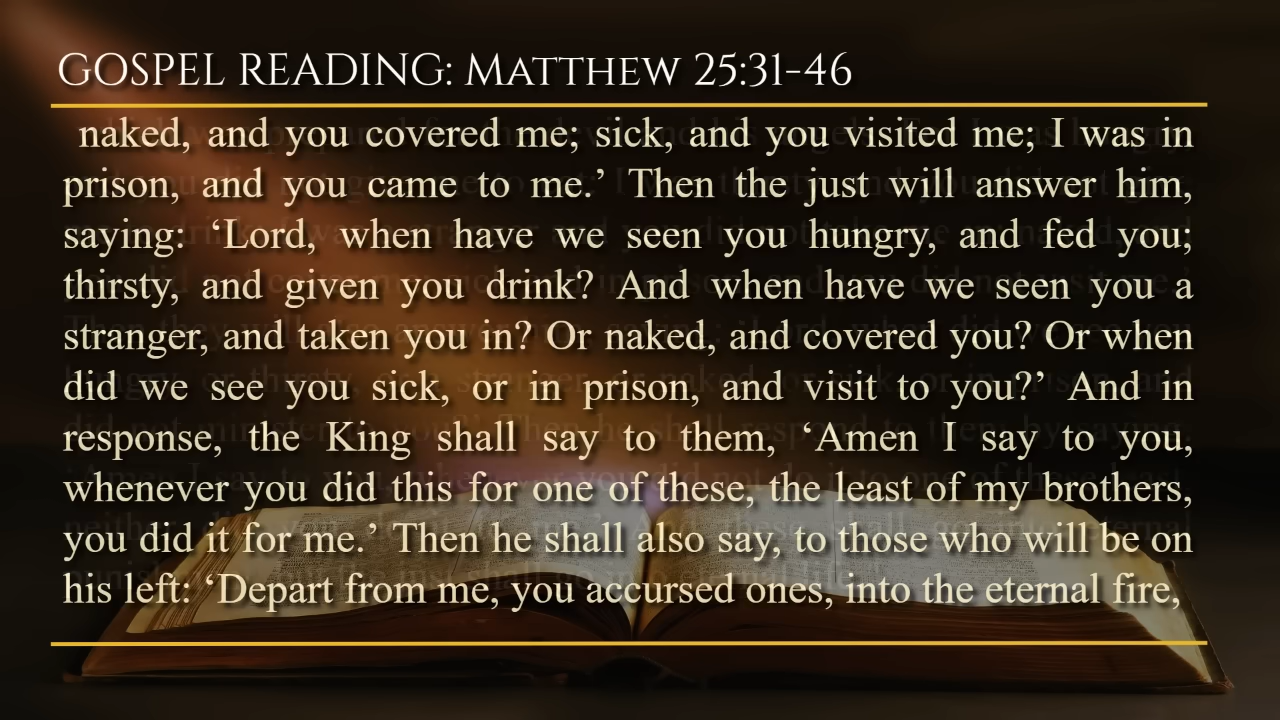 GOSPEL READING: MATTHEW 25:31-46
naked, and you covered me; sick, and you visited me; I was in
prison, and you came to me.’ Then the just will answer him,
saying: ‘Lord, when have we seen you hungry, and fed you;
thirsty, and given you drink? And when have we seen you a
stranger, and taken you in? Or naked, and covered you? Or when
did we see you sick, or in prison, and visit to you?’ And in
response, the King shall say to them, ‘Amen I say to you,
whenever you did this for one of these, the least of my brothers,
you did it for me.’ Then he shall also say, to those who will be on
his left: ‘Depart from me, you accursed ones, into the eternal fire,